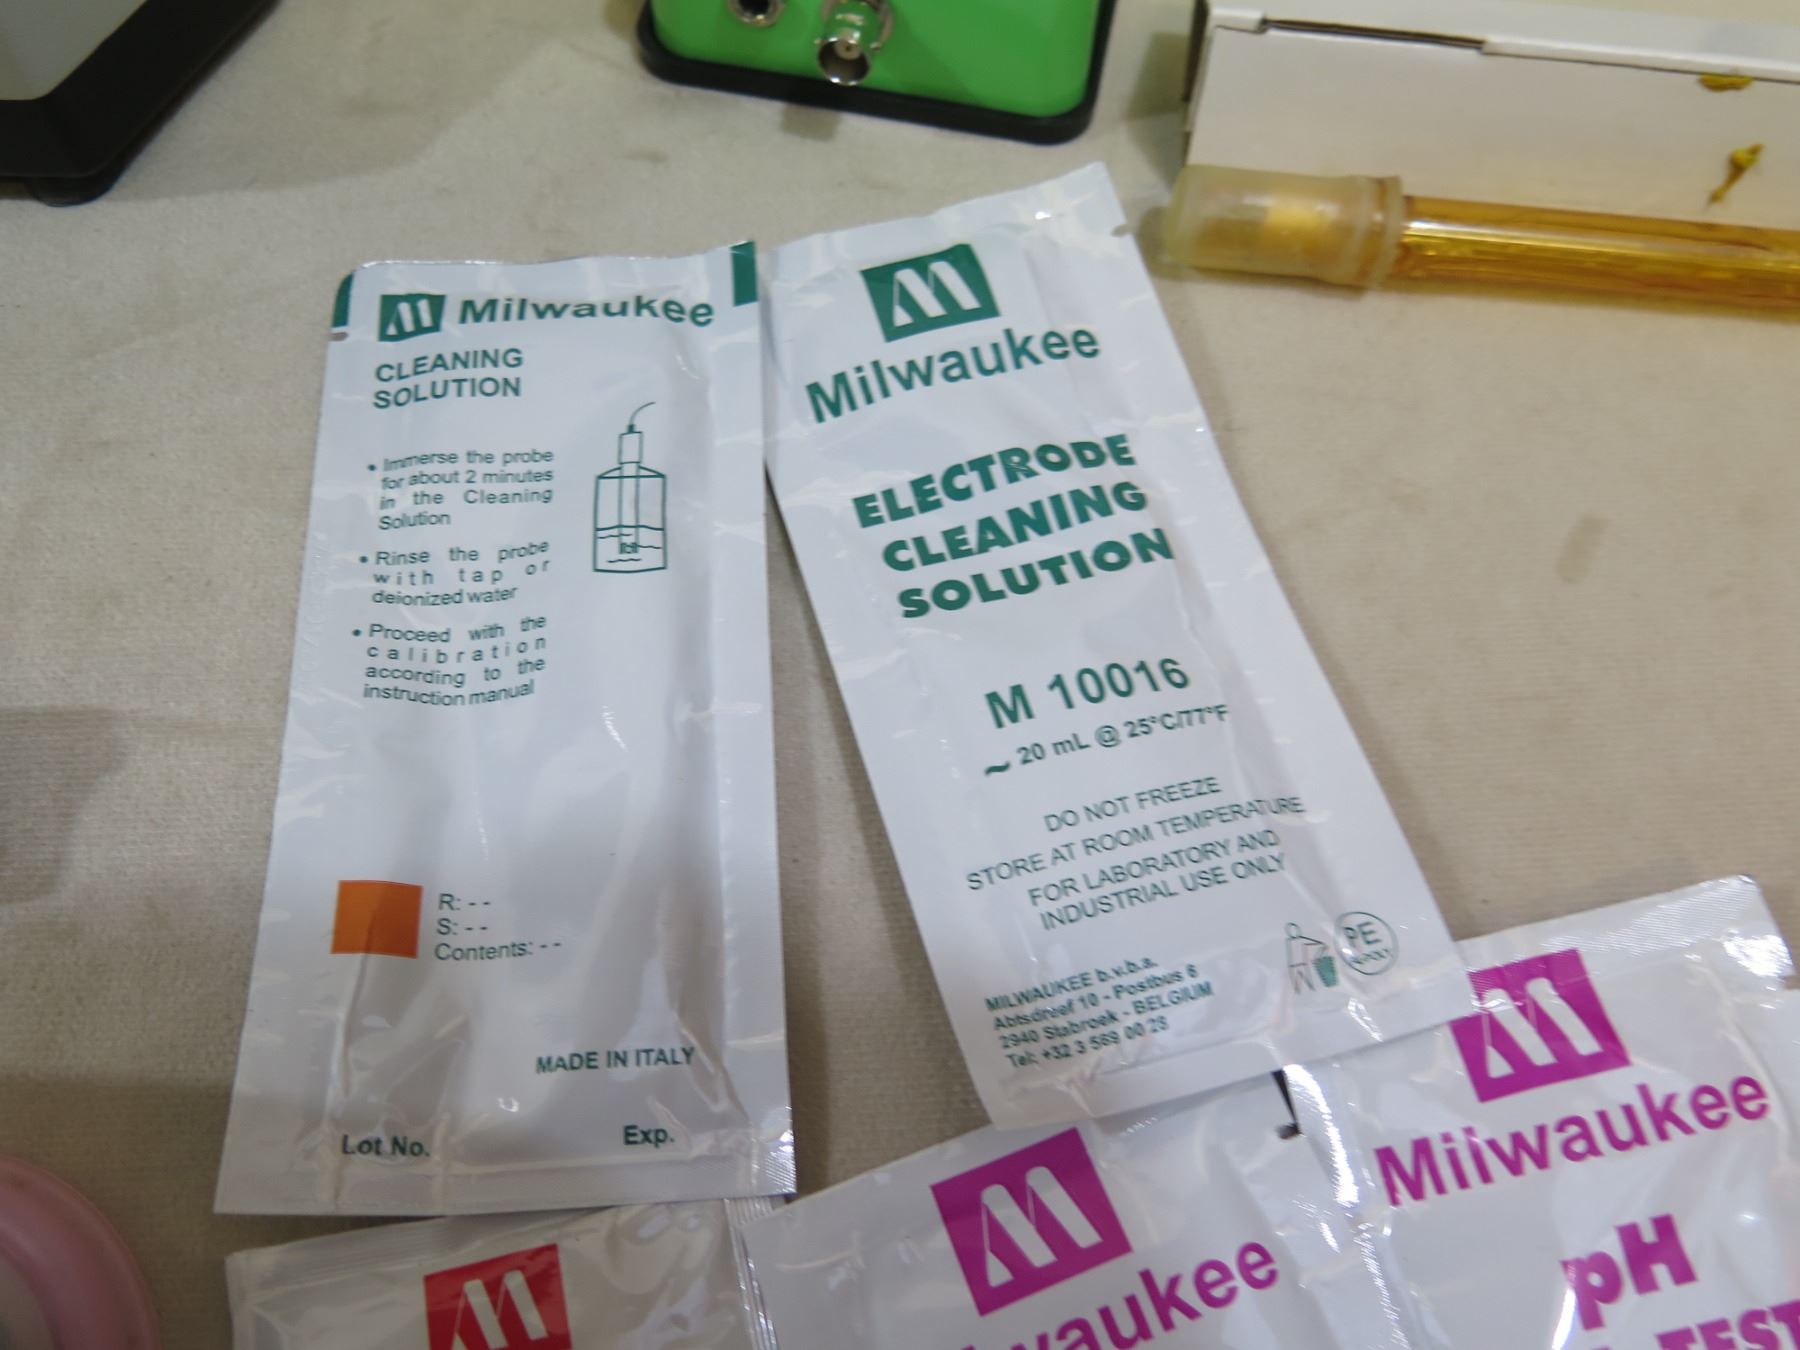 Milwaukee
CLEANING
SOLUTION
• Immerse the probe
for about 2 minutes
in the Cleaning
Solution
• Rinse the probe
with tap or
deionized water
• Proceed with the
calibration
according to the
instruction manual
R: - -
S: - -
Contents: - -
MADE IN ITALY
Lot No.
Exp.
Milwaukee
ELECTRODE
CLEANING
SOLUTION
M 10016
~ 20 mL @ 25°C/77°F
DO NOT FREEZE
STORE AT ROOM TEMPERATURE
FOR LABORATORY AND
INDUSTRIAL USE ONLY
MILWAUKEE b.v.b.a.
Abtsdreef 10 - Postbus 6
2940 Stabroek - BELGIUM
Tel: +32 3 569 00 28
PE
Milwaukee
pH
TEST
waukee